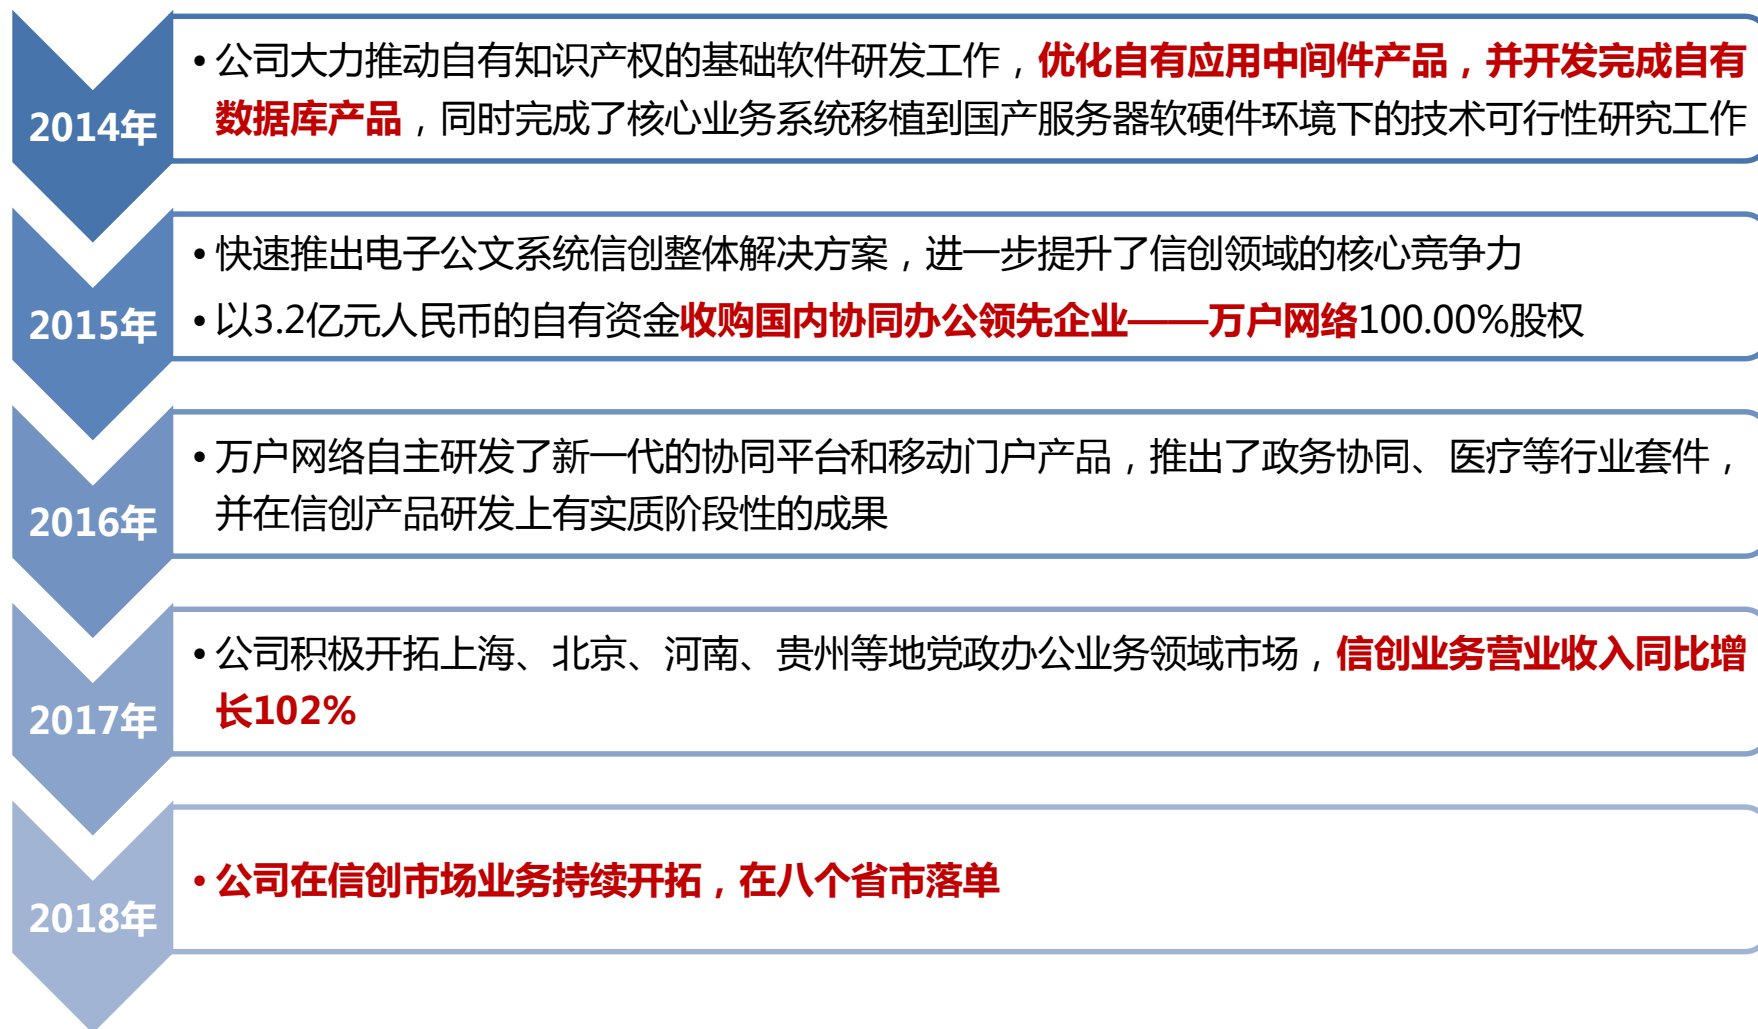 2014年
• 公司大力推动自有知识产权的基础软件研发工作，优化自有应用中间件产品，并开发完成自有
数据库产品，同时完成了核心业务系统移植到国产服务器软硬件环境下的技术可行性研究工作
2015年
• 快速推出电子公文系统信创整体解决方案，进一步提升了信创领域的核心竞争力
• 以3.2亿元人民币的自有资金收购国内协同办公领先企业——万户网络100.00%股权
2016年
• 万户网络自主研发了新一代的协同平台和移动门户产品，推出了政务协同、医疗等行业套件，
并在信创产品研发上有实质阶段性的成果
2017年
• 公司积极开拓上海、北京、河南、贵州等地党政办公业务领域市场，信创业务营业收入同比增
长102%
2018年
• 公司在信创市场业务持续开拓，在八个省市落单